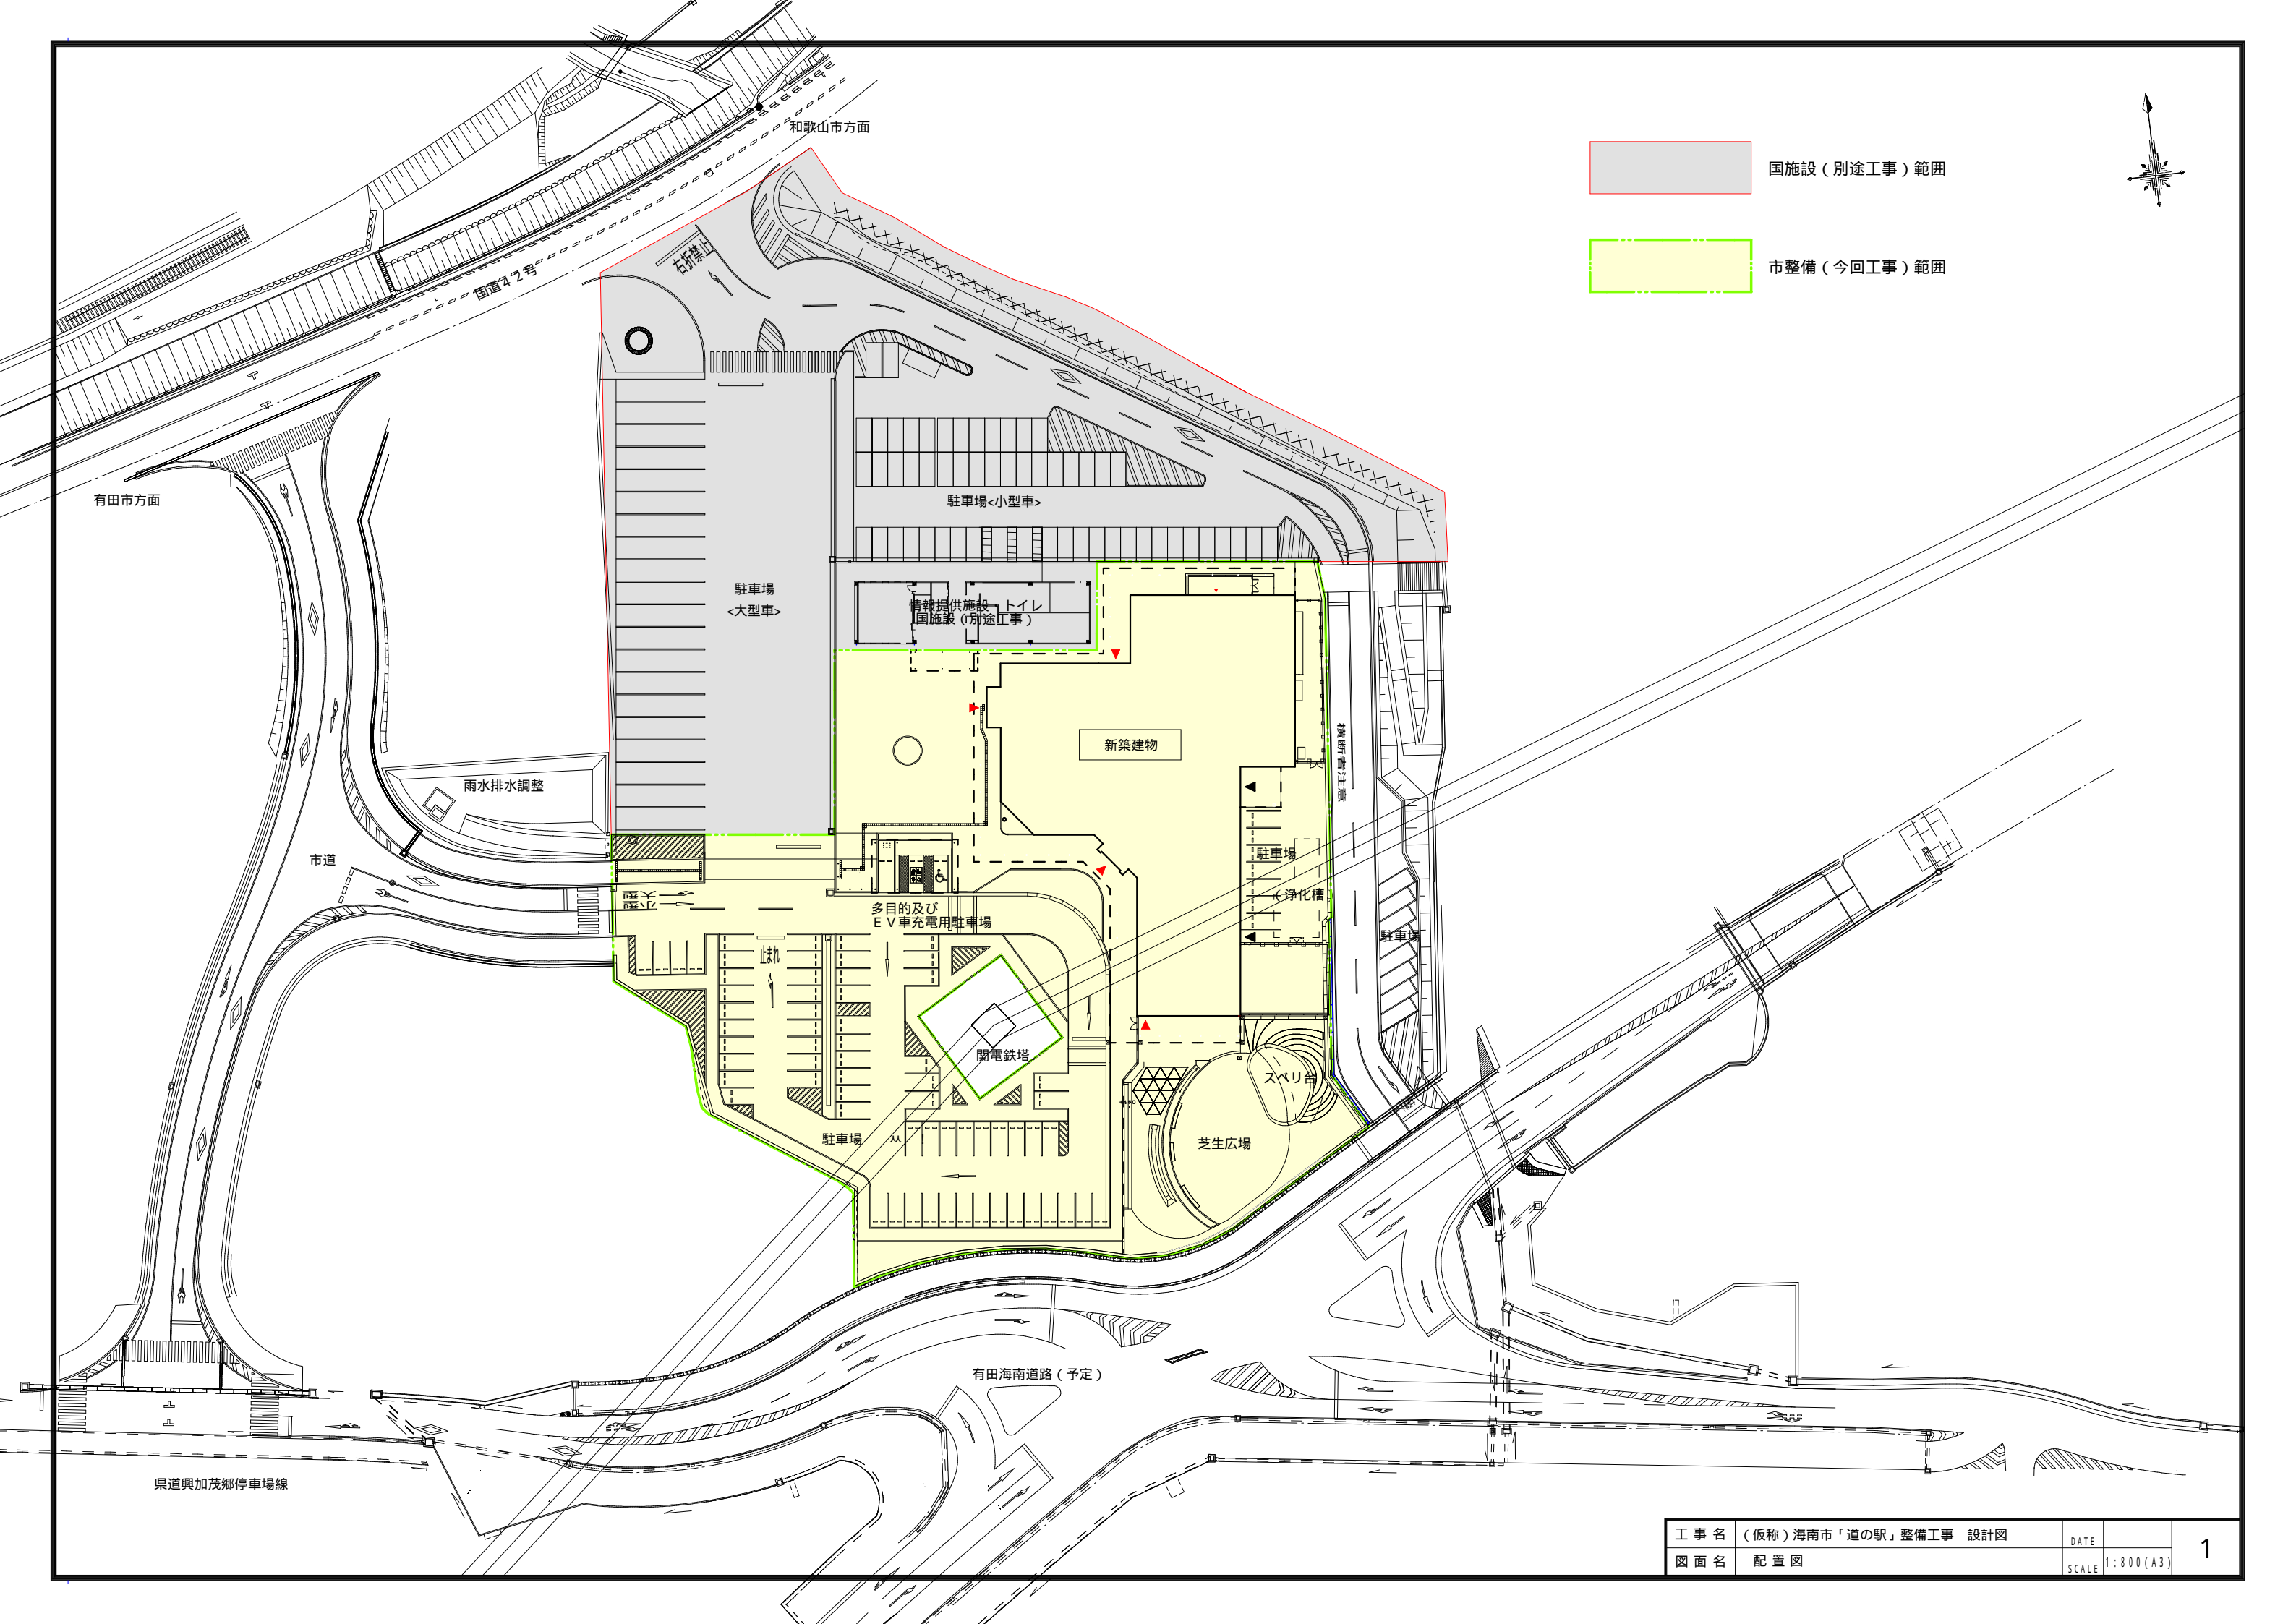 和歌山市方面
国施設（別途工事）範囲
市整備（今回工事）範囲
右折禁止
国道４２号
有田市方面
駐車場<小型車>
駐車場
<大型車>
情報提供施設・トイレ
国施設（別途工事）
新築建物
横断者注意
雨水排水調整
市道
駐車場
（浄化槽
大型
小型
多目的及び
ＥＶ車充電用駐車場
駐車場
止まれ
関電鉄塔
スベリ台
駐車場
芝生広場
有田海南道路（予定）
県道興加茂郷停車場線
工事名
（仮称）海南市「道の駅」整備工事　設計図
DATE
図面名
配置図
SCALE
1:800(A3)
1